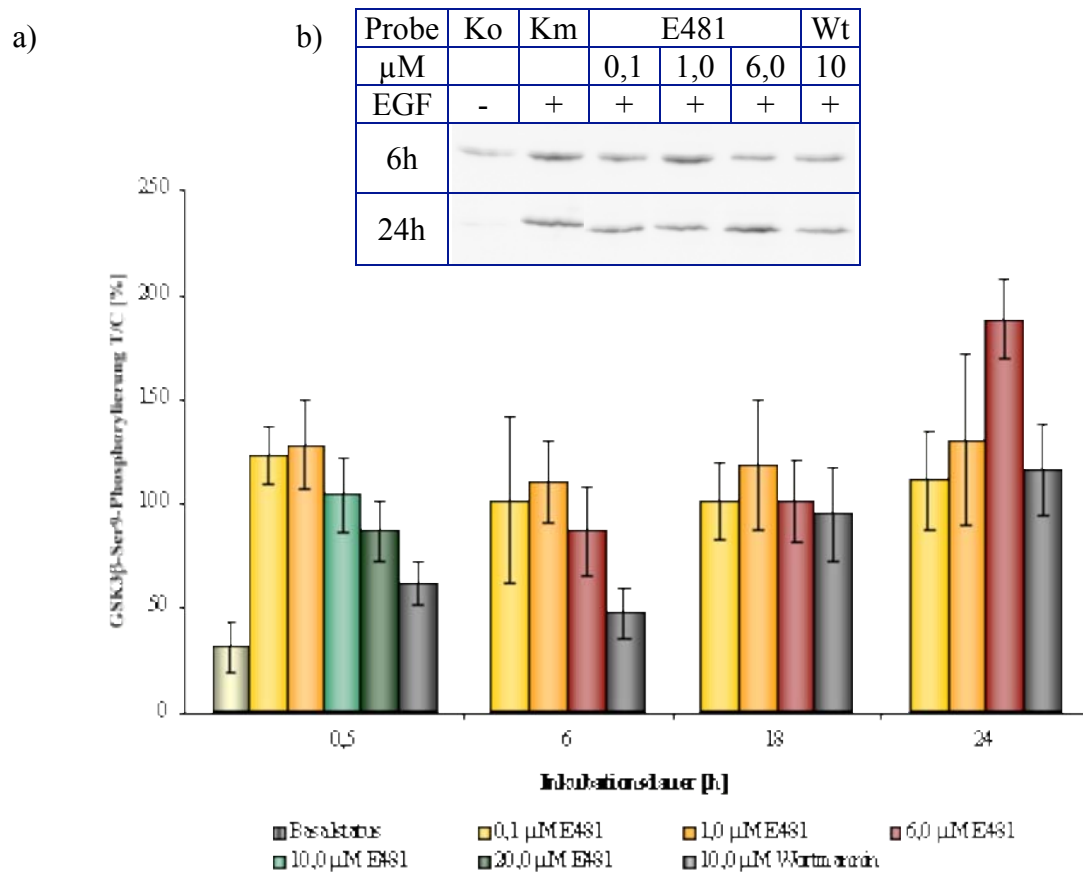 a)
b)
Probe Ko Km E481 Wt
µM 0,1 1,0 6,0 10
EGF - + + + + +
6h
24h
GSK3β-Ser9-Phosphorylierung T/C [%]
250
200
150
100
50
0
0,5 6 18 24
Inkubationsdauer [h]
Basalstatus 0,1 µM E481 1,0 µM E481 6,0 µM E481
10,0 µM E481 20,0 µM E481 10,0 µM Wortmannin